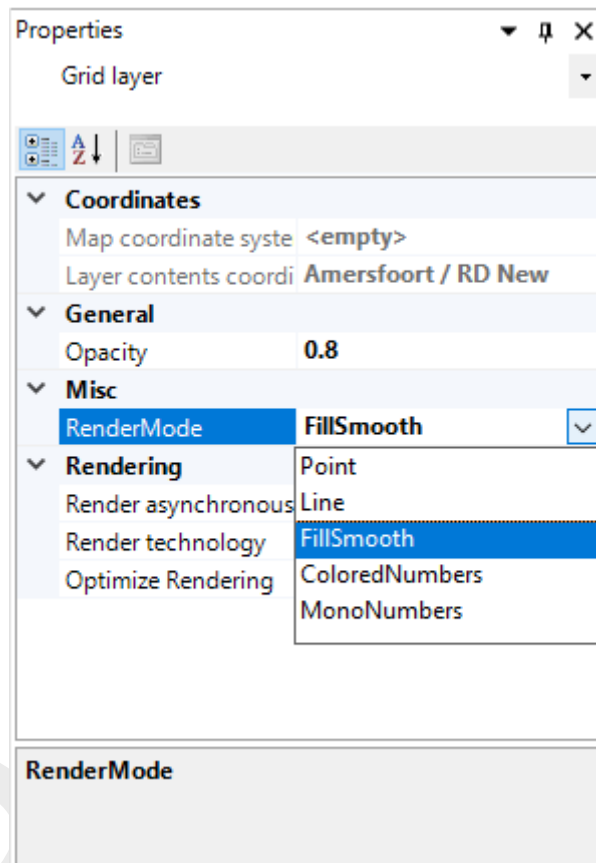 Properties
Grid layer
A
Z
Coordinates
Map coordinate syste <empty>
Layer contents coordi Amersfoort / RD New
General
Opacity 0.8
Misc
RenderMode FillSmooth
Rendering
Point
Render asynchronous Line
Render technology FillSmooth
Optimize Rendering ColoredNumbers
MonoNumbers
RenderMode